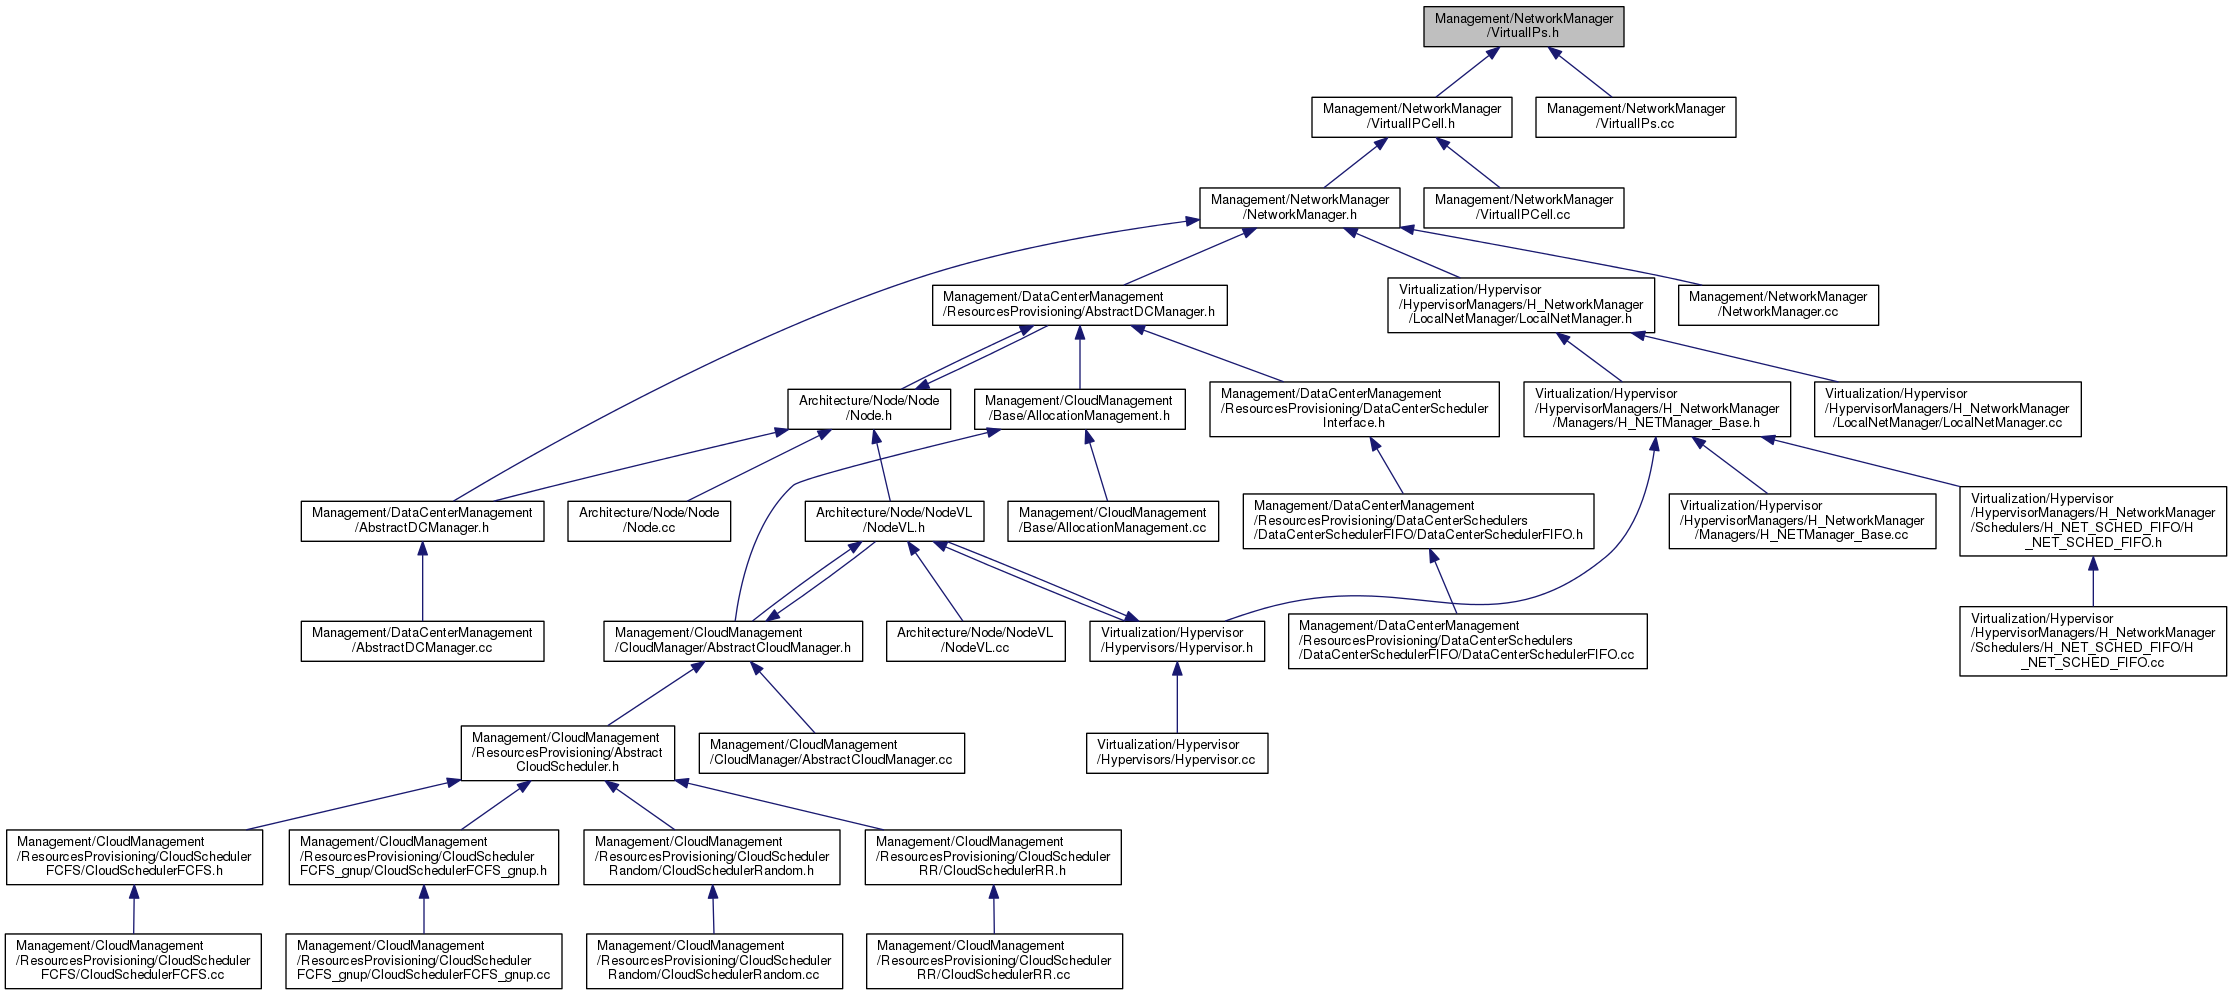 Management/NetworkManager
/VirtualIPs.h
Management/NetworkManager
/VirtualIPCell.h
Management/NetworkManager
/VirtualIPs.cc
Management/NetworkManager
/NetworkManager.h
Management/NetworkManager
/VirtualIPCell.cc
Management/DataCenterManagement
/ResourcesProvisioning/AbstractDCManager.h
Virtualization/Hypervisor
/HypervisorManagers/H_NetworkManager
/LocalNetManager/LocalNetManager.h
Management/NetworkManager
/NetworkManager.cc
Architecture/Node/Node
/Node.h
Management/CloudManagement
/Base/AllocationManagement.h
Management/DataCenterManagement
/ResourcesProvisioning/DataCenterScheduler
Interface.h
Virtualization/Hypervisor
/HypervisorManagers/H_NetworkManager
/Managers/H_NETManager_Base.h
Virtualization/Hypervisor
/HypervisorManagers/H_NetworkManager
/LocalNetManager/LocalNetManager.cc
Management/DataCenterManagement
/AbstractDCManager.h
Architecture/Node/Node
/Node.cc
Architecture/Node/NodeVL
/NodeVL.h
Management/CloudManagement
/Base/AllocationManagement.cc
Management/DataCenterManagement
/ResourcesProvisioning/DataCenterSchedulers
/DataCenterSchedulerFIFO/DataCenterSchedulerFIFO.h
Virtualization/Hypervisor
/HypervisorManagers/H_NetworkManager
/Managers/H_NETManager_Base.cc
Virtualization/Hypervisor
/HypervisorManagers/H_NetworkManager
/Schedulers/H_NET_SCHED_FIFO/H
_NET_SCHED_FIFO.h
Management/DataCenterManagement
/AbstractDCManager.cc
Management/CloudManagement
/CloudManager/AbstractCloudManager.h
Architecture/Node/NodeVL
/NodeVL.cc
Virtualization/Hypervisor
/Hypervisors/Hypervisor.h
Management/DataCenterManagement
/ResourcesProvisioning/DataCenterSchedulers
/DataCenterSchedulerFIFO/DataCenterSchedulerFIFO.cc
Virtualization/Hypervisor
/HypervisorManagers/H_NetworkManager
/Schedulers/H_NET_SCHED_FIFO/H
_NET_SCHED_FIFO.cc
Management/CloudManagement
/ResourcesProvisioning/Abstract
CloudScheduler.h
Management/CloudManagement
/CloudManager/AbstractCloudManager.cc
Virtualization/Hypervisor
/Hypervisors/Hypervisor.cc
Management/CloudManagement
/ResourcesProvisioning/CloudScheduler
FCFS/CloudSchedulerFCFS.h
Management/CloudManagement
/ResourcesProvisioning/CloudScheduler
FCFS_gnup/CloudSchedulerFCFS_gnup.h
Management/CloudManagement
/ResourcesProvisioning/CloudScheduler
Random/CloudSchedulerRandom.h
Management/CloudManagement
/ResourcesProvisioning/CloudScheduler
RR/CloudSchedulerRR.h
Management/CloudManagement
/ResourcesProvisioning/CloudScheduler
FCFS/CloudSchedulerFCFS.cc
Management/CloudManagement
/ResourcesProvisioning/CloudScheduler
FCFS_gnup/CloudSchedulerFCFS_gnup.cc
Management/CloudManagement
/ResourcesProvisioning/CloudScheduler
Random/CloudSchedulerRandom.cc
Management/CloudManagement
/ResourcesProvisioning/CloudScheduler
RR/CloudSchedulerRR.cc